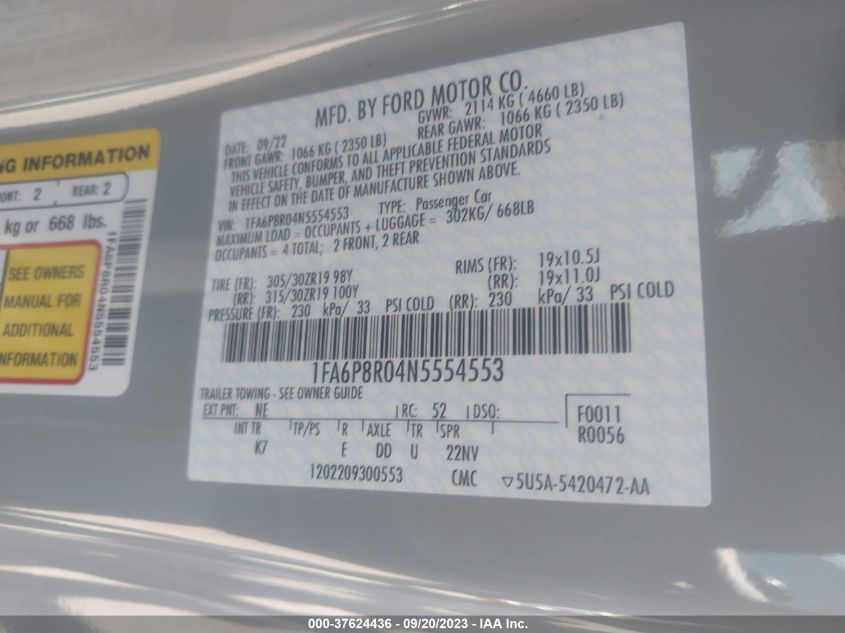 MFD. BY FORD MOTOR CO.
DATE: 09/22 GVWR: 2114 KG ( 4660 LB)
FRONT GAWR: 1066 KG ( 2350 LB) REAR GAWR: 1066 KG ( 2350 LB)
THIS VEHICLE CONFORMS TO ALL APPLICABLE FEDERAL MOTOR
VEHICLE SAFETY, BUMPER, AND THEFT PREVENTION STANDARDS
IN EFFECT ON THE DATE OF MANUFACTURE SHOWN ABOVE.
VIN: 1FA6P8R04N5554553 TYPE: Passenger Car
MAXIMUM LOAD = OCCUPANTS + LUGGAGE = 302KG/ 668LB
OCCUPANTS = 4 TOTAL; 2 FRONT, 2 REAR
TIRE (FR): 305/30ZR19 98Y RIMS (FR): 19x10.5J
(RR): 315/30ZR19 100Y (RR): 19x11.0J
PRESSURE (FR): 230 kPa/ 33 PSI COLD (RR): 230 kPa/ 33 PSI COLD
1FA6P8R04N5554553
TRAILER TOWING - SEE OWNER GUIDE
EXT PNT: NE RC: 52 DSO: F0011
INT TR TP/PS R AXLE TR SPR R0056
K7 E DD U 22NV
1202209300553 CMC ▽5U5A-5420472-AA
NG INFORMATION
ONT: 2 REAR: 2
kg or 668 lbs.
SEE OWNERS
MANUAL FOR
ADDITIONAL
INFORMATION
1FA6P8R04N5554553
000-37624436 - 09/20/2023 - IAA Inc.